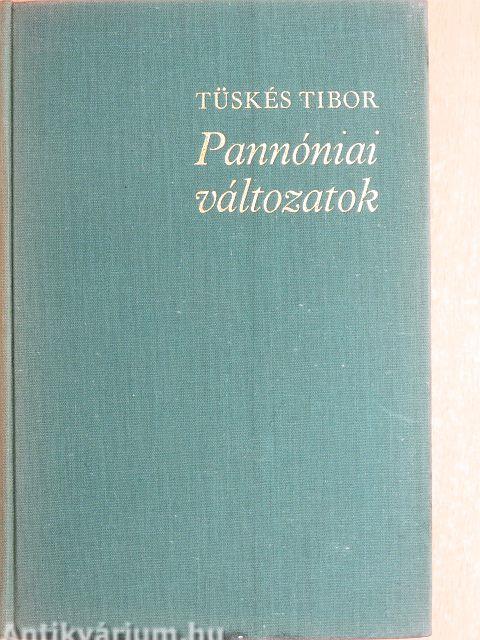 TÜSKÉS TIBOR
Pannóniai
változatok
Antikvárium.hu